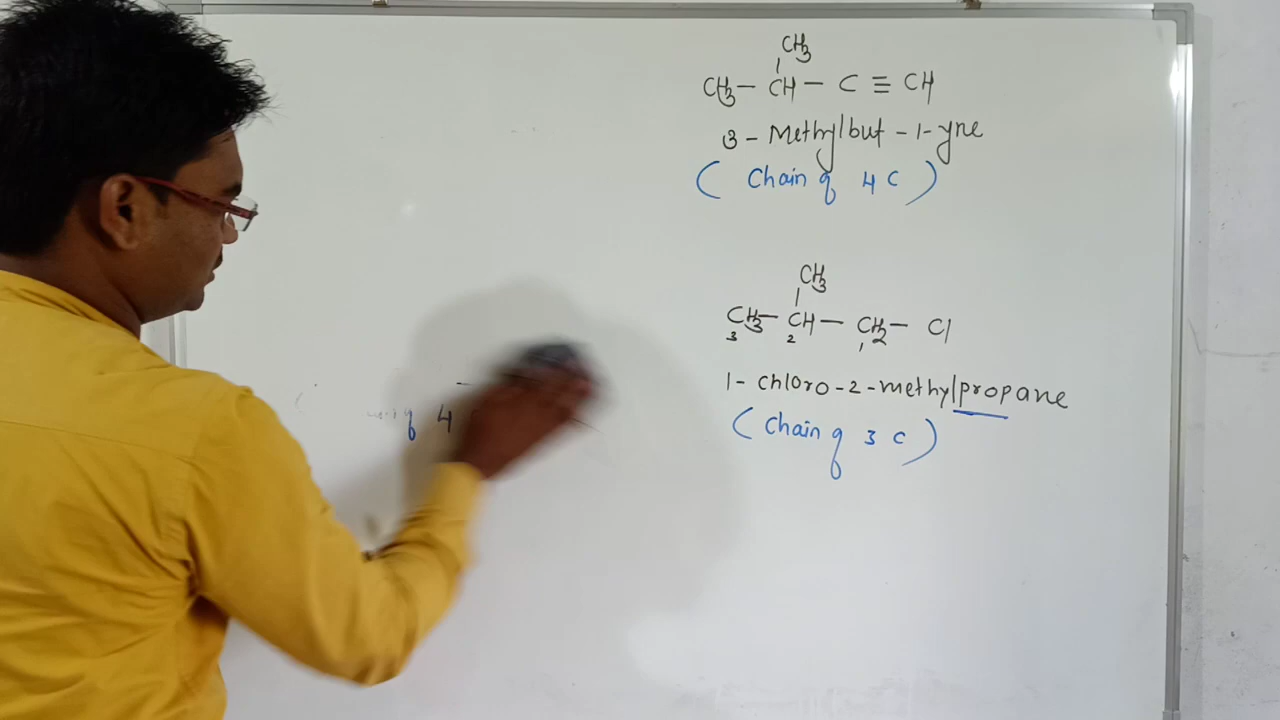 CH3
CH3 – CH – C ≡ CH
3 - Methylbut - 1 - yne
( Chain of 4 C )
CH3
CH3 – CH – CH2 – Cl
3 2 1
1 - chloro - 2 - methylpropane
( Chain of 3 C )
of 4